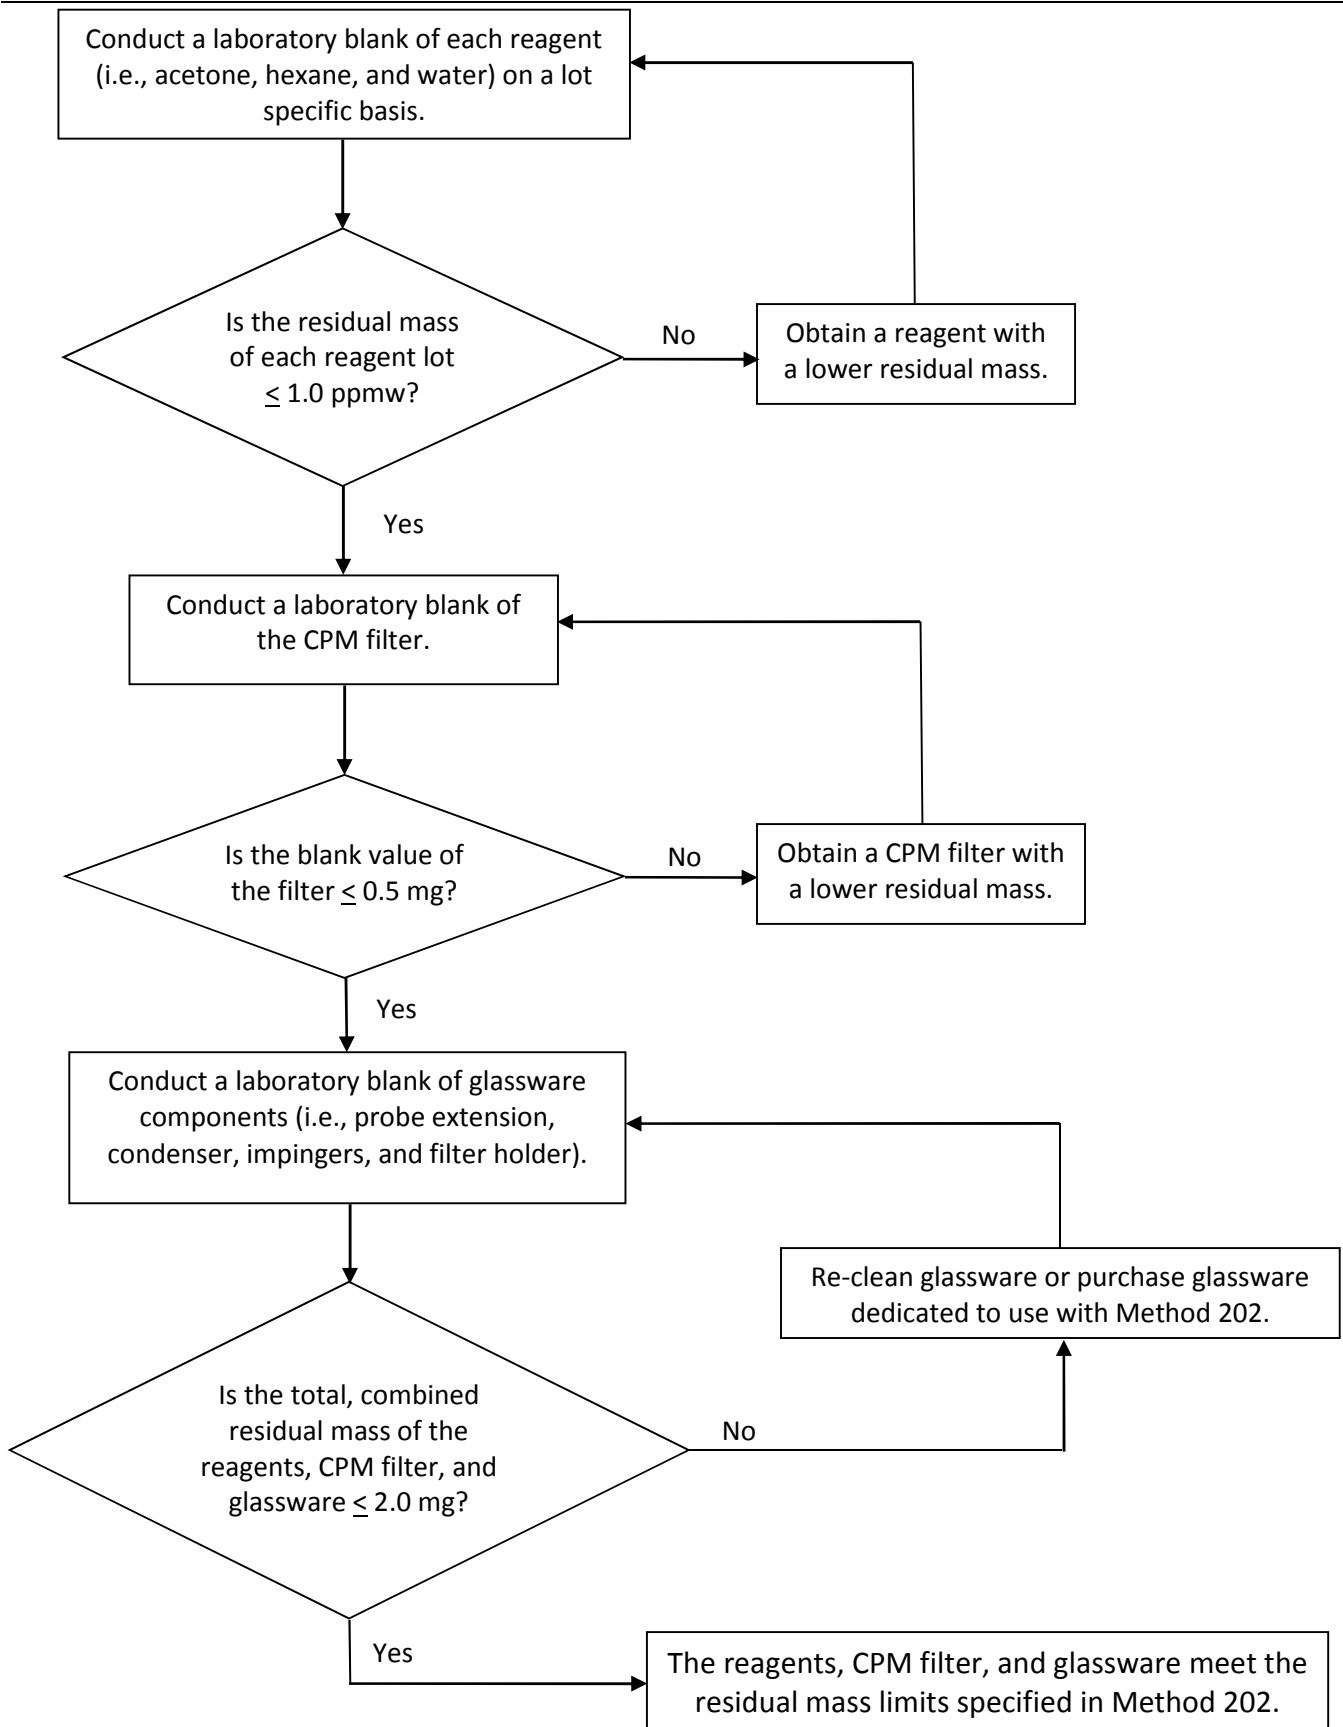 Conduct a laboratory blank of each reagent
(i.e., acetone, hexane, and water) on a lot
specific basis.
Is the residual mass
of each reagent lot
≤ 1.0 ppmw?
No
Obtain a reagent with
a lower residual mass.
Yes
Conduct a laboratory blank of
the CPM filter.
Is the blank value of
the filter ≤ 0.5 mg?
No
Obtain a CPM filter with
a lower residual mass.
Yes
Conduct a laboratory blank of glassware
components (i.e., probe extension,
condenser, impingers, and filter holder).
Re-clean glassware or purchase glassware
dedicated to use with Method 202.
Is the total, combined
residual mass of the
reagents, CPM filter, and
glassware ≤ 2.0 mg?
No
Yes
The reagents, CPM filter, and glassware meet the
residual mass limits specified in Method 202.